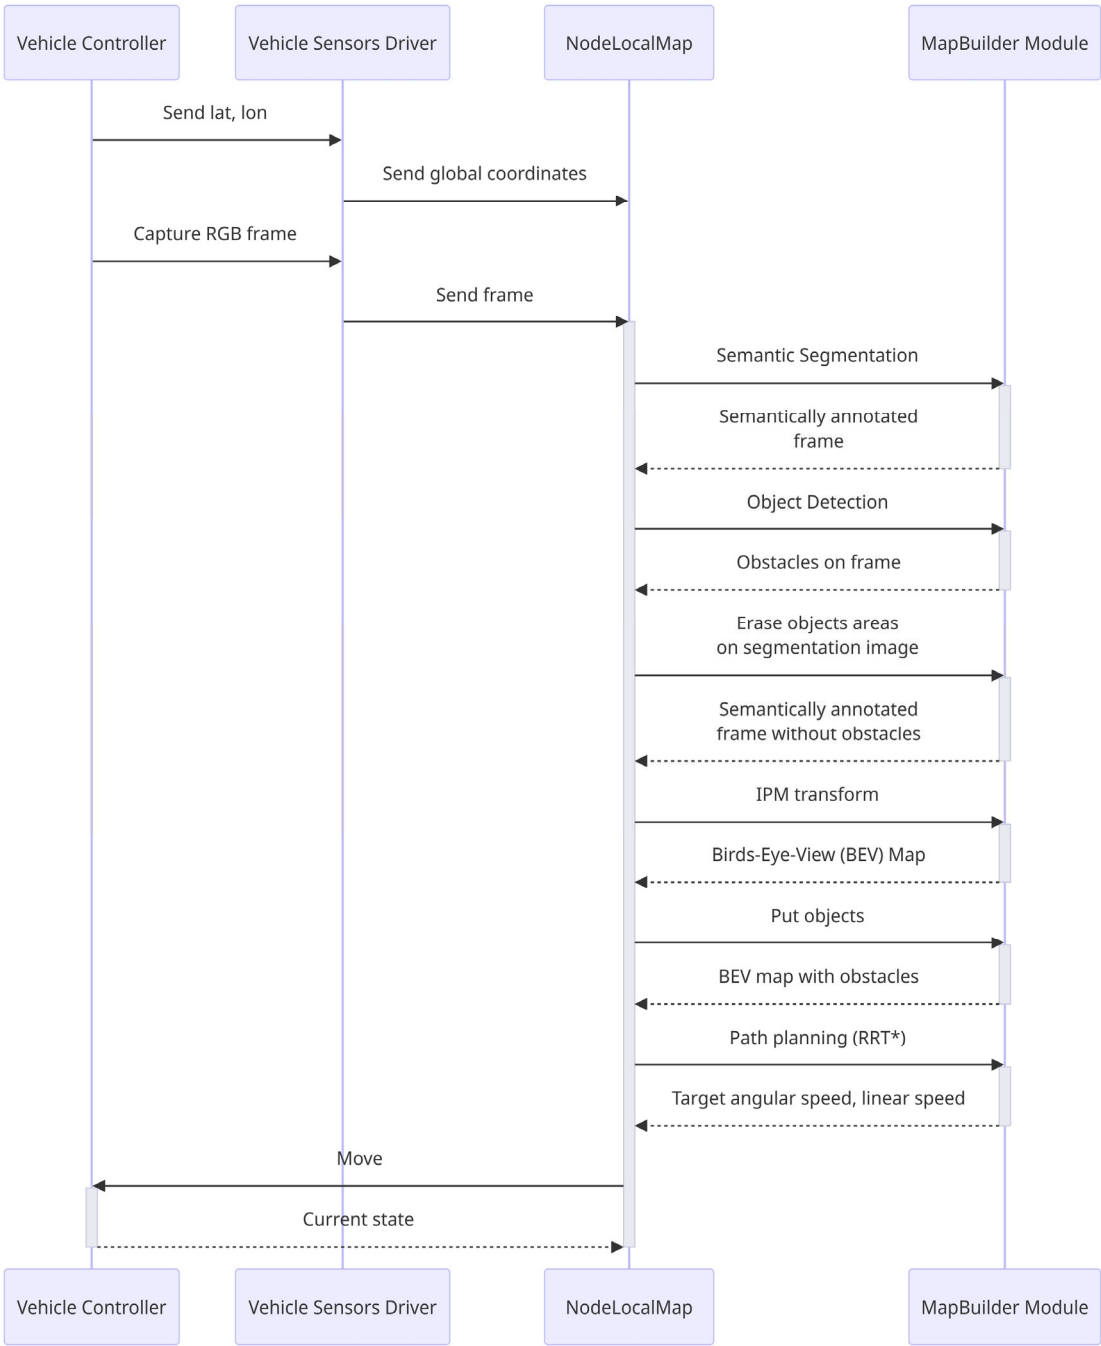 Vehicle Controller
Vehicle Sensors Driver
NodeLocalMap
MapBuilder Module
Send lat, lon
Send global coordinates
Capture RGB frame
Send frame
Semantic Segmentation
Semantically annotated
frame
Object Detection
Obstacles on frame
Erase objects areas
on segmentation image
Semantically annotated
frame without obstacles
IPM transform
Birds-Eye-View (BEV) Map
Put objects
BEV map with obstacles
Path planning (RRT*)
Target angular speed, linear speed
Move
Current state
Vehicle Controller
Vehicle Sensors Driver
NodeLocalMap
MapBuilder Module